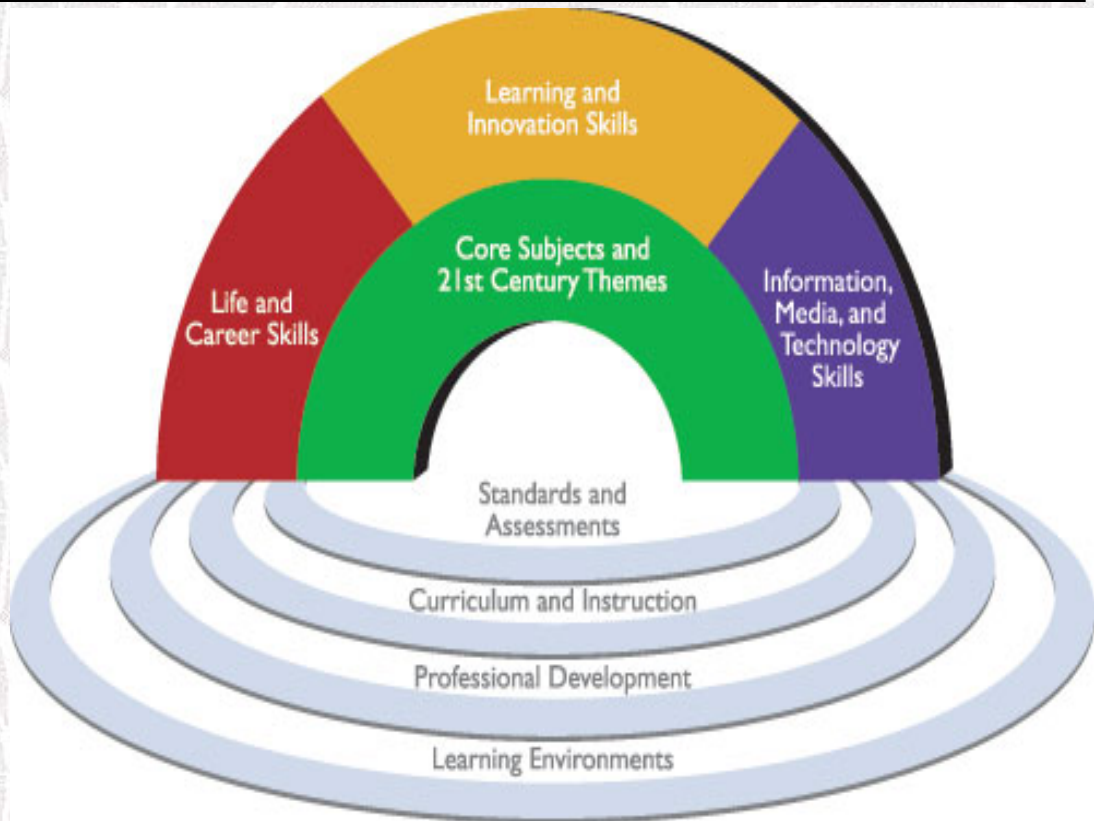 Learning and
Innovation Skills
Core Subjects and
21st Century Themes
Life and
Career Skills
Information,
Media, and
Technology
Skills
Standards and
Assessments
Curriculum and Instruction
Professional Development
Learning Environments